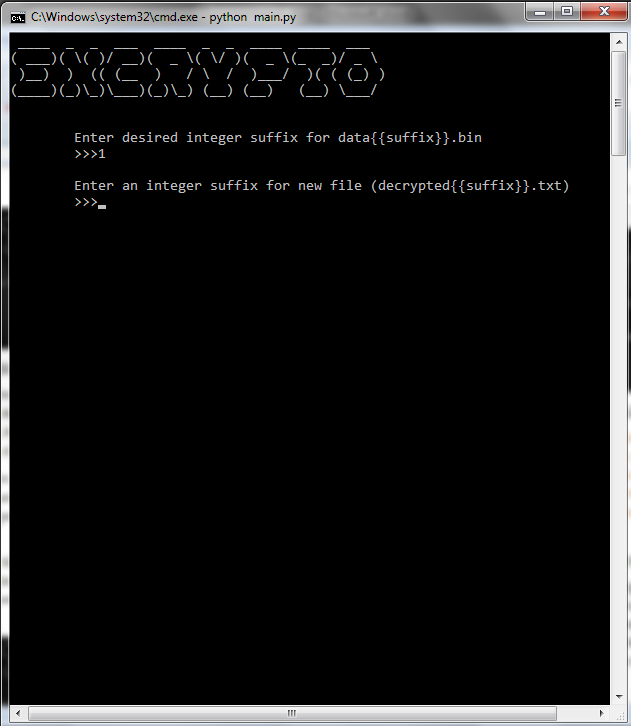 C:\Windows\system32\cmd.exe - python main.py
ENCRYPTO
Enter desired integer suffix for data{{suffix}}.bin
>>>1
Enter an integer suffix for new file (decrypted{{suffix}}.txt)
>>>